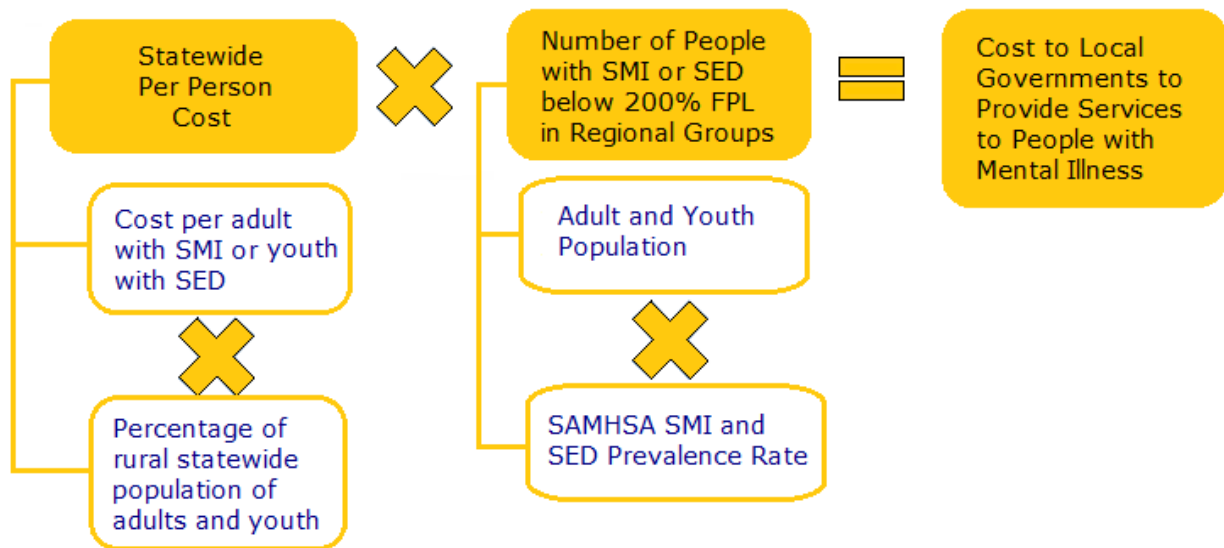 Statewide
Per Person
Cost
Number of People
with SMI or SED
below 200% FPL
in Regional Groups
Cost to Local
Governments to
Provide Services
to People with
Mental Illness
Cost per adult
with SMI or youth
with SED
Adult and Youth
Population
Percentage of
rural statewide
population of
adults and youth
SAMHSA SMI and
SED Prevalence Rate